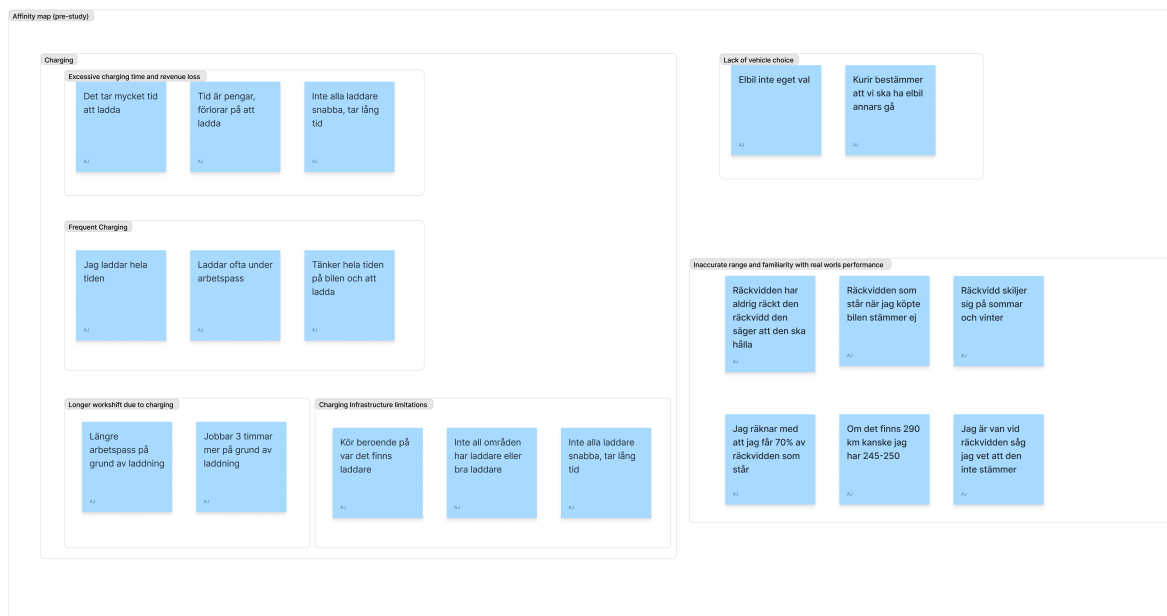 Affinity map (pre-study)
Charging
Excessive charging time and revenue loss
Det tar mycket tid
att ladda
AJ
Tid är pengar,
förlorar på att
ladda
AJ
Inte alla laddare
snabba, tar lång
tid
AJ
Frequent Charging
Jag laddar hela
tiden
AJ
Laddar ofta under
arbetspass
AJ
Tänker hela tiden
på bilen och att
ladda
AJ
Longer workshift due to charging
Längre
arbetspass på
grund av laddning
AJ
Jobbar 3 timmar
mer på grund av
laddning
AJ
Charging Infrastructure limitations
Kör beroende på
var det finns
laddare
AJ
Inte all områden
har laddare eller
bra laddare
AJ
Inte alla laddare
snabba, tar lång
tid
AJ
Lack of vehicle choice
Elbil inte eget val
AJ
Kurir bestämmer
att vi ska ha elbil
annars gå
AJ
Inaccurate range and familiarity with real worls performance
Räckvidden har
aldrig räckt den
räckvidd den
säger att den ska
hålla
AJ
Räckvidden som
står när jag köpte
bilen stämmer ej
AJ
Räckvidd skiljer
sig på sommar
och vinter
AJ
Jag räknar med
att jag får 70% av
räckvidden som
står
AJ
Om det finns 290
km kanske jag
har 245-250
AJ
Jag är van vid
räckvidden såg
jag vet att den
inte stämmer
AJ